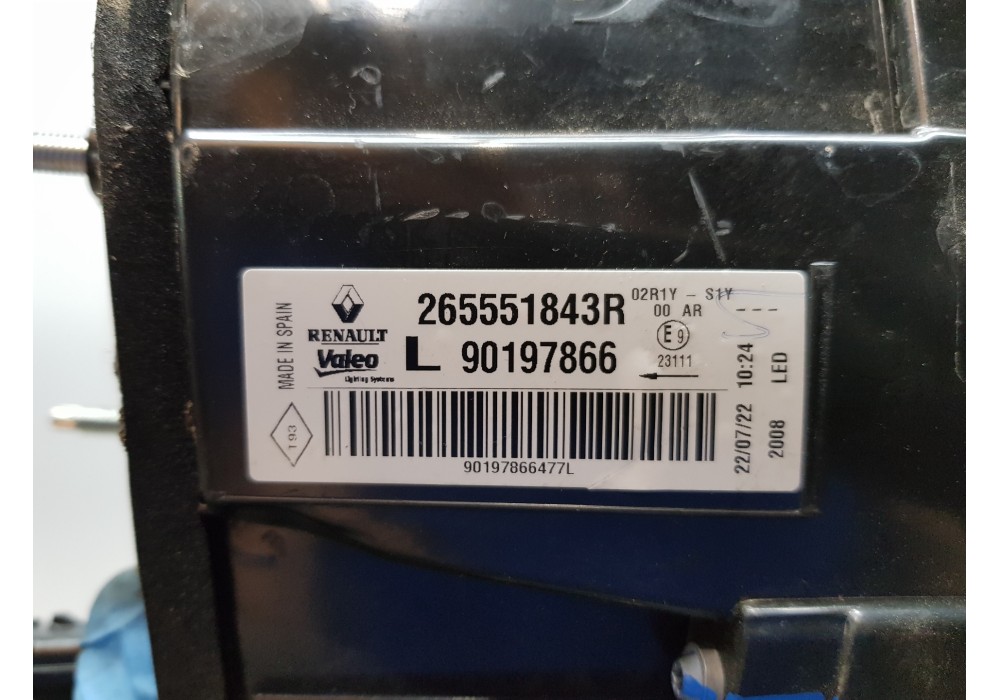 MADE IN SPAIN
RENAULT
Valeo
Lighting Systems
265551843R
L 90197866
02R1Y - S1Y
00 AR
E 9
23111
- - -
22/07/22 10:24
2008 LED
193
90197866477L